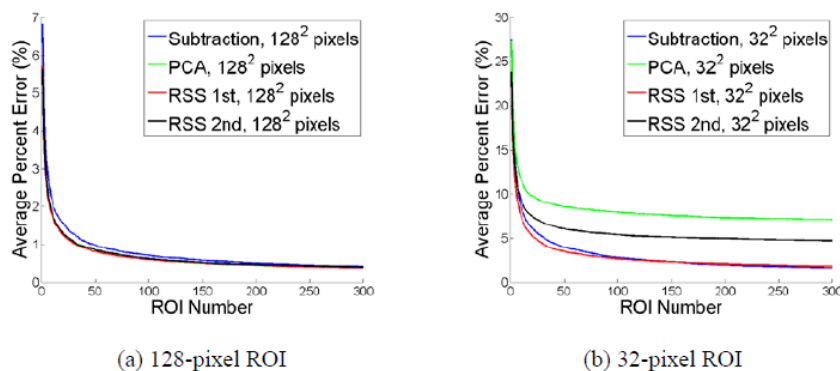 Average Percent Error (%)
7
6
5
4
3
2
1
0
Subtraction, 128² pixels
PCA, 128² pixels
RSS 1st, 128² pixels
RSS 2nd, 128² pixels
0 50 100 150 200 250 300
ROI Number
(a) 128-pixel ROI
Average Percent Error (%)
30
25
20
15
10
5
0
Subtraction, 32² pixels
PCA, 32² pixels
RSS 1st, 32² pixels
RSS 2nd, 32² pixels
0 50 100 150 200 250 300
ROI Number
(b) 32-pixel ROI